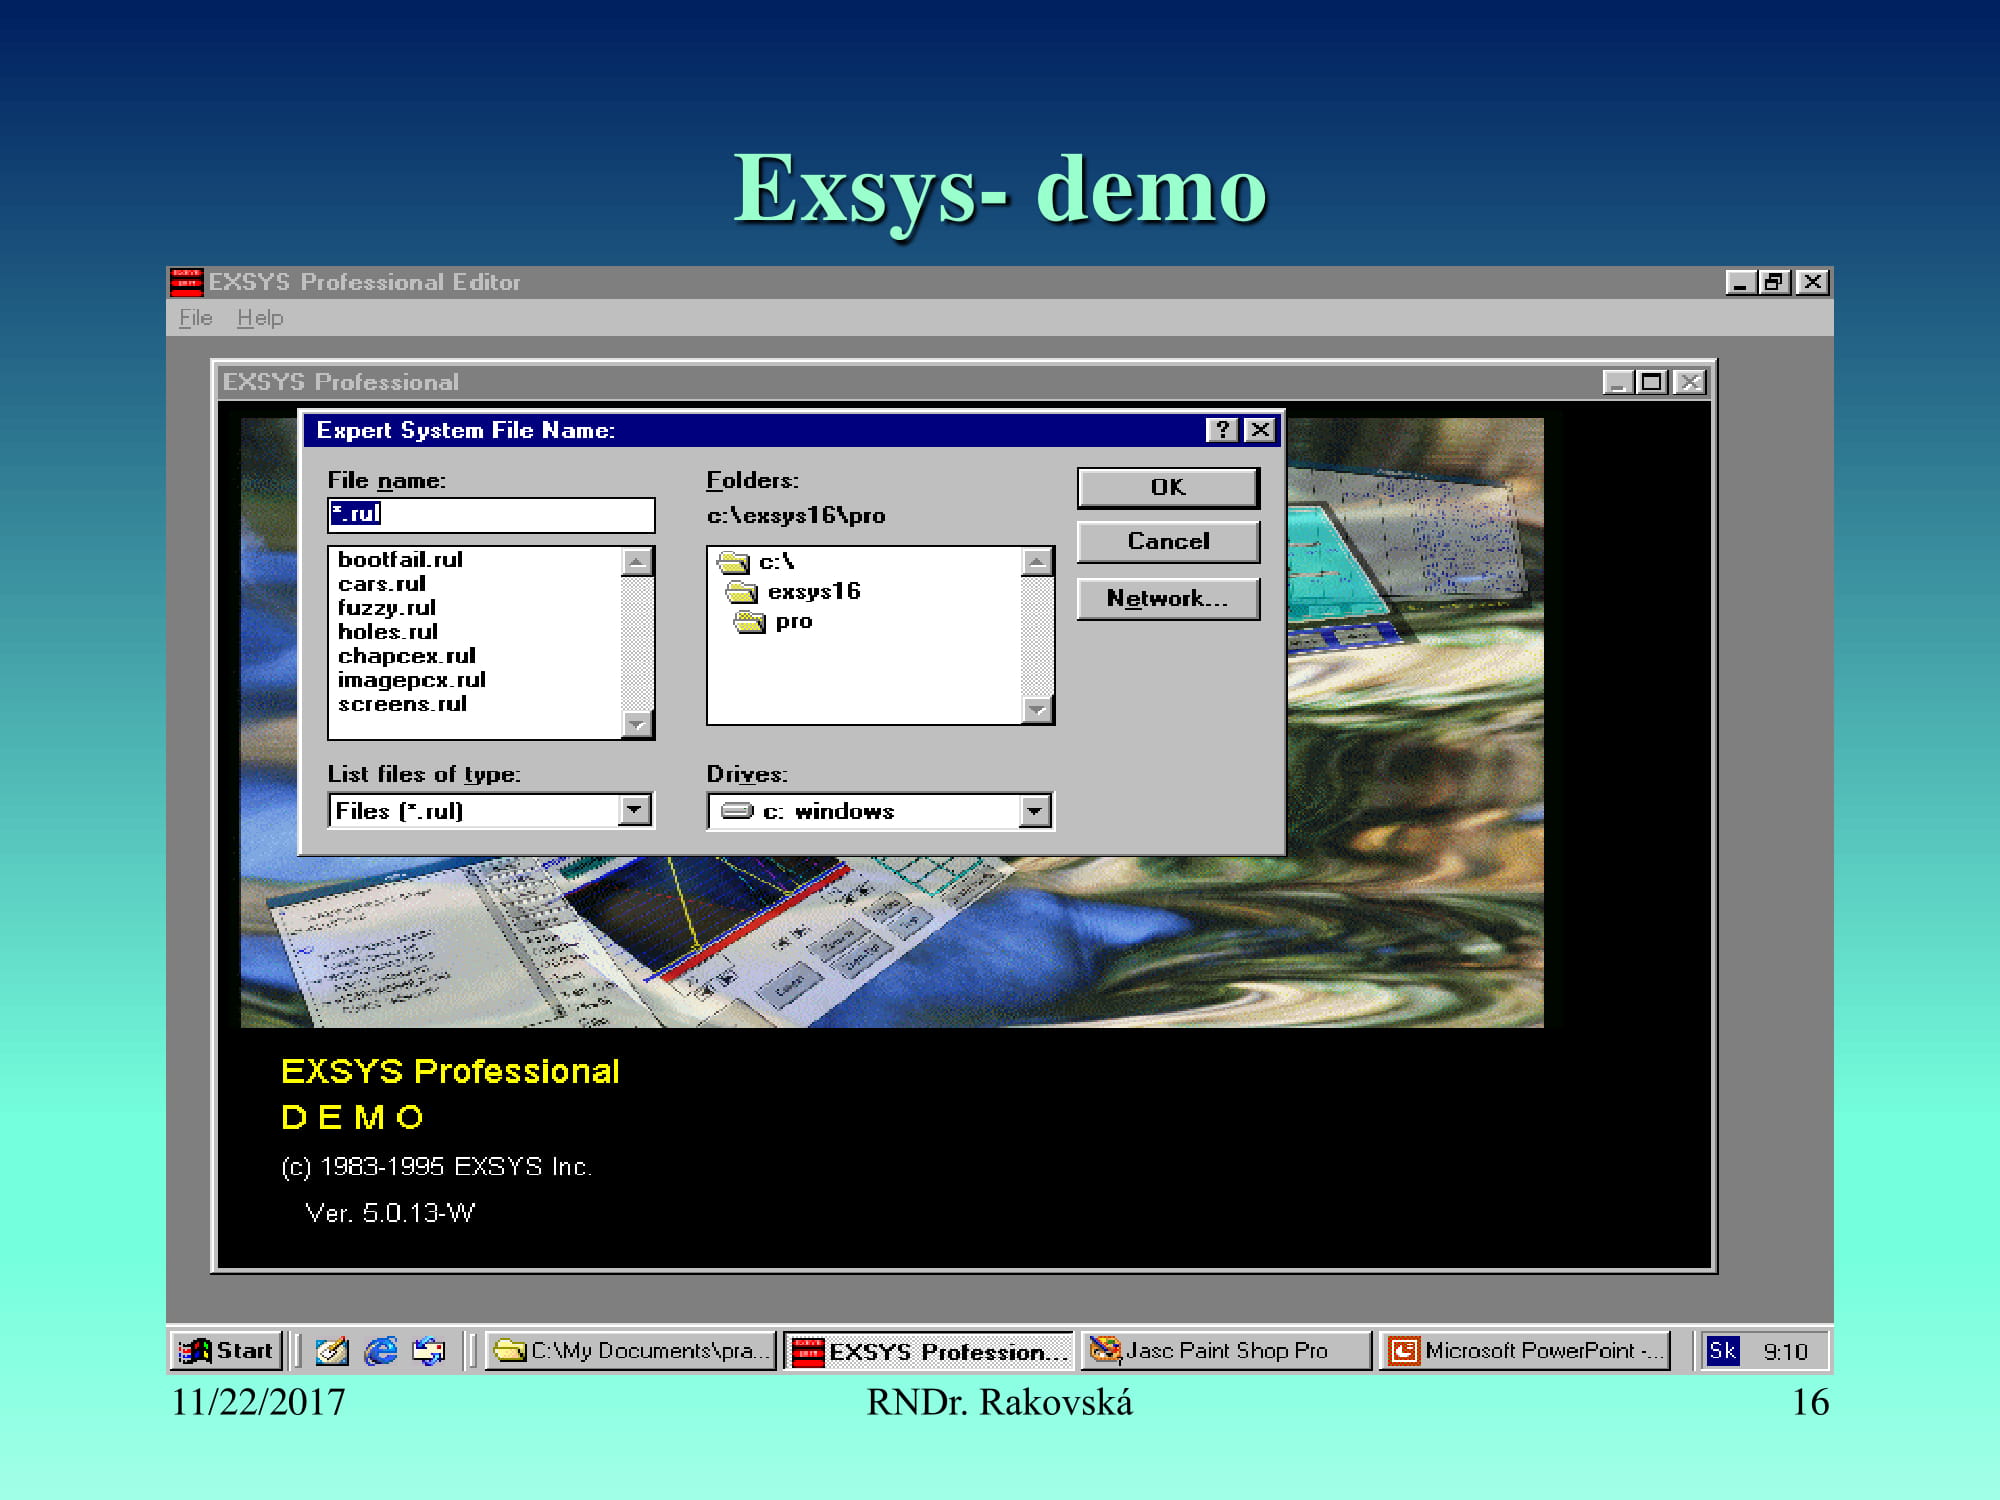 Exsys- demo
EXSYS Professional Editor
File Help
EXSYS Professional
Expert System File Name:
File name:
*.rul
bootfail.rul
cars.rul
fuzzy.rul
holes.rul
chapcex.rul
imagepcx.rul
screens.rul
List files of type:
Files (*.rul)
Folders:
c:\exsys16\pro
c:\
exsys16
pro
Drives:
c: windows
OK
Cancel
Network...
EXSYS Professional
D E M O
(c) 1983-1995 EXSYS Inc.
Ver. 5.0.13-W
Start C:\My Documents\pra... EXSYS Profession... Jasc Paint Shop Pro Microsoft PowerPoint -... Sk 9:10
11/22/2017 RNDr. Rakovská 16